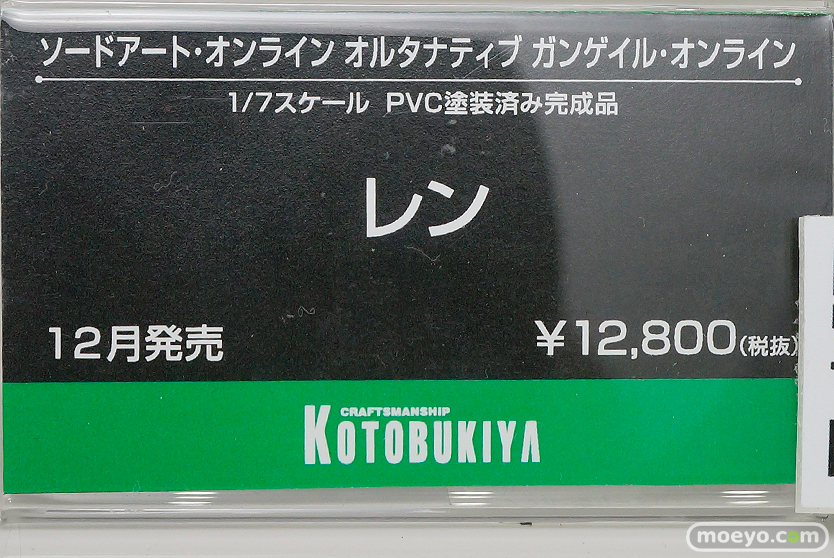 ソードアート・オンライン オルタナティブ ガンゲイル・オンライン
1/7スケール PVC塗装済み完成品
レン
12月発売 ¥12,800(税抜)
CRAFTSMANSHIP
KOTOBUKIYA
moeyo.com